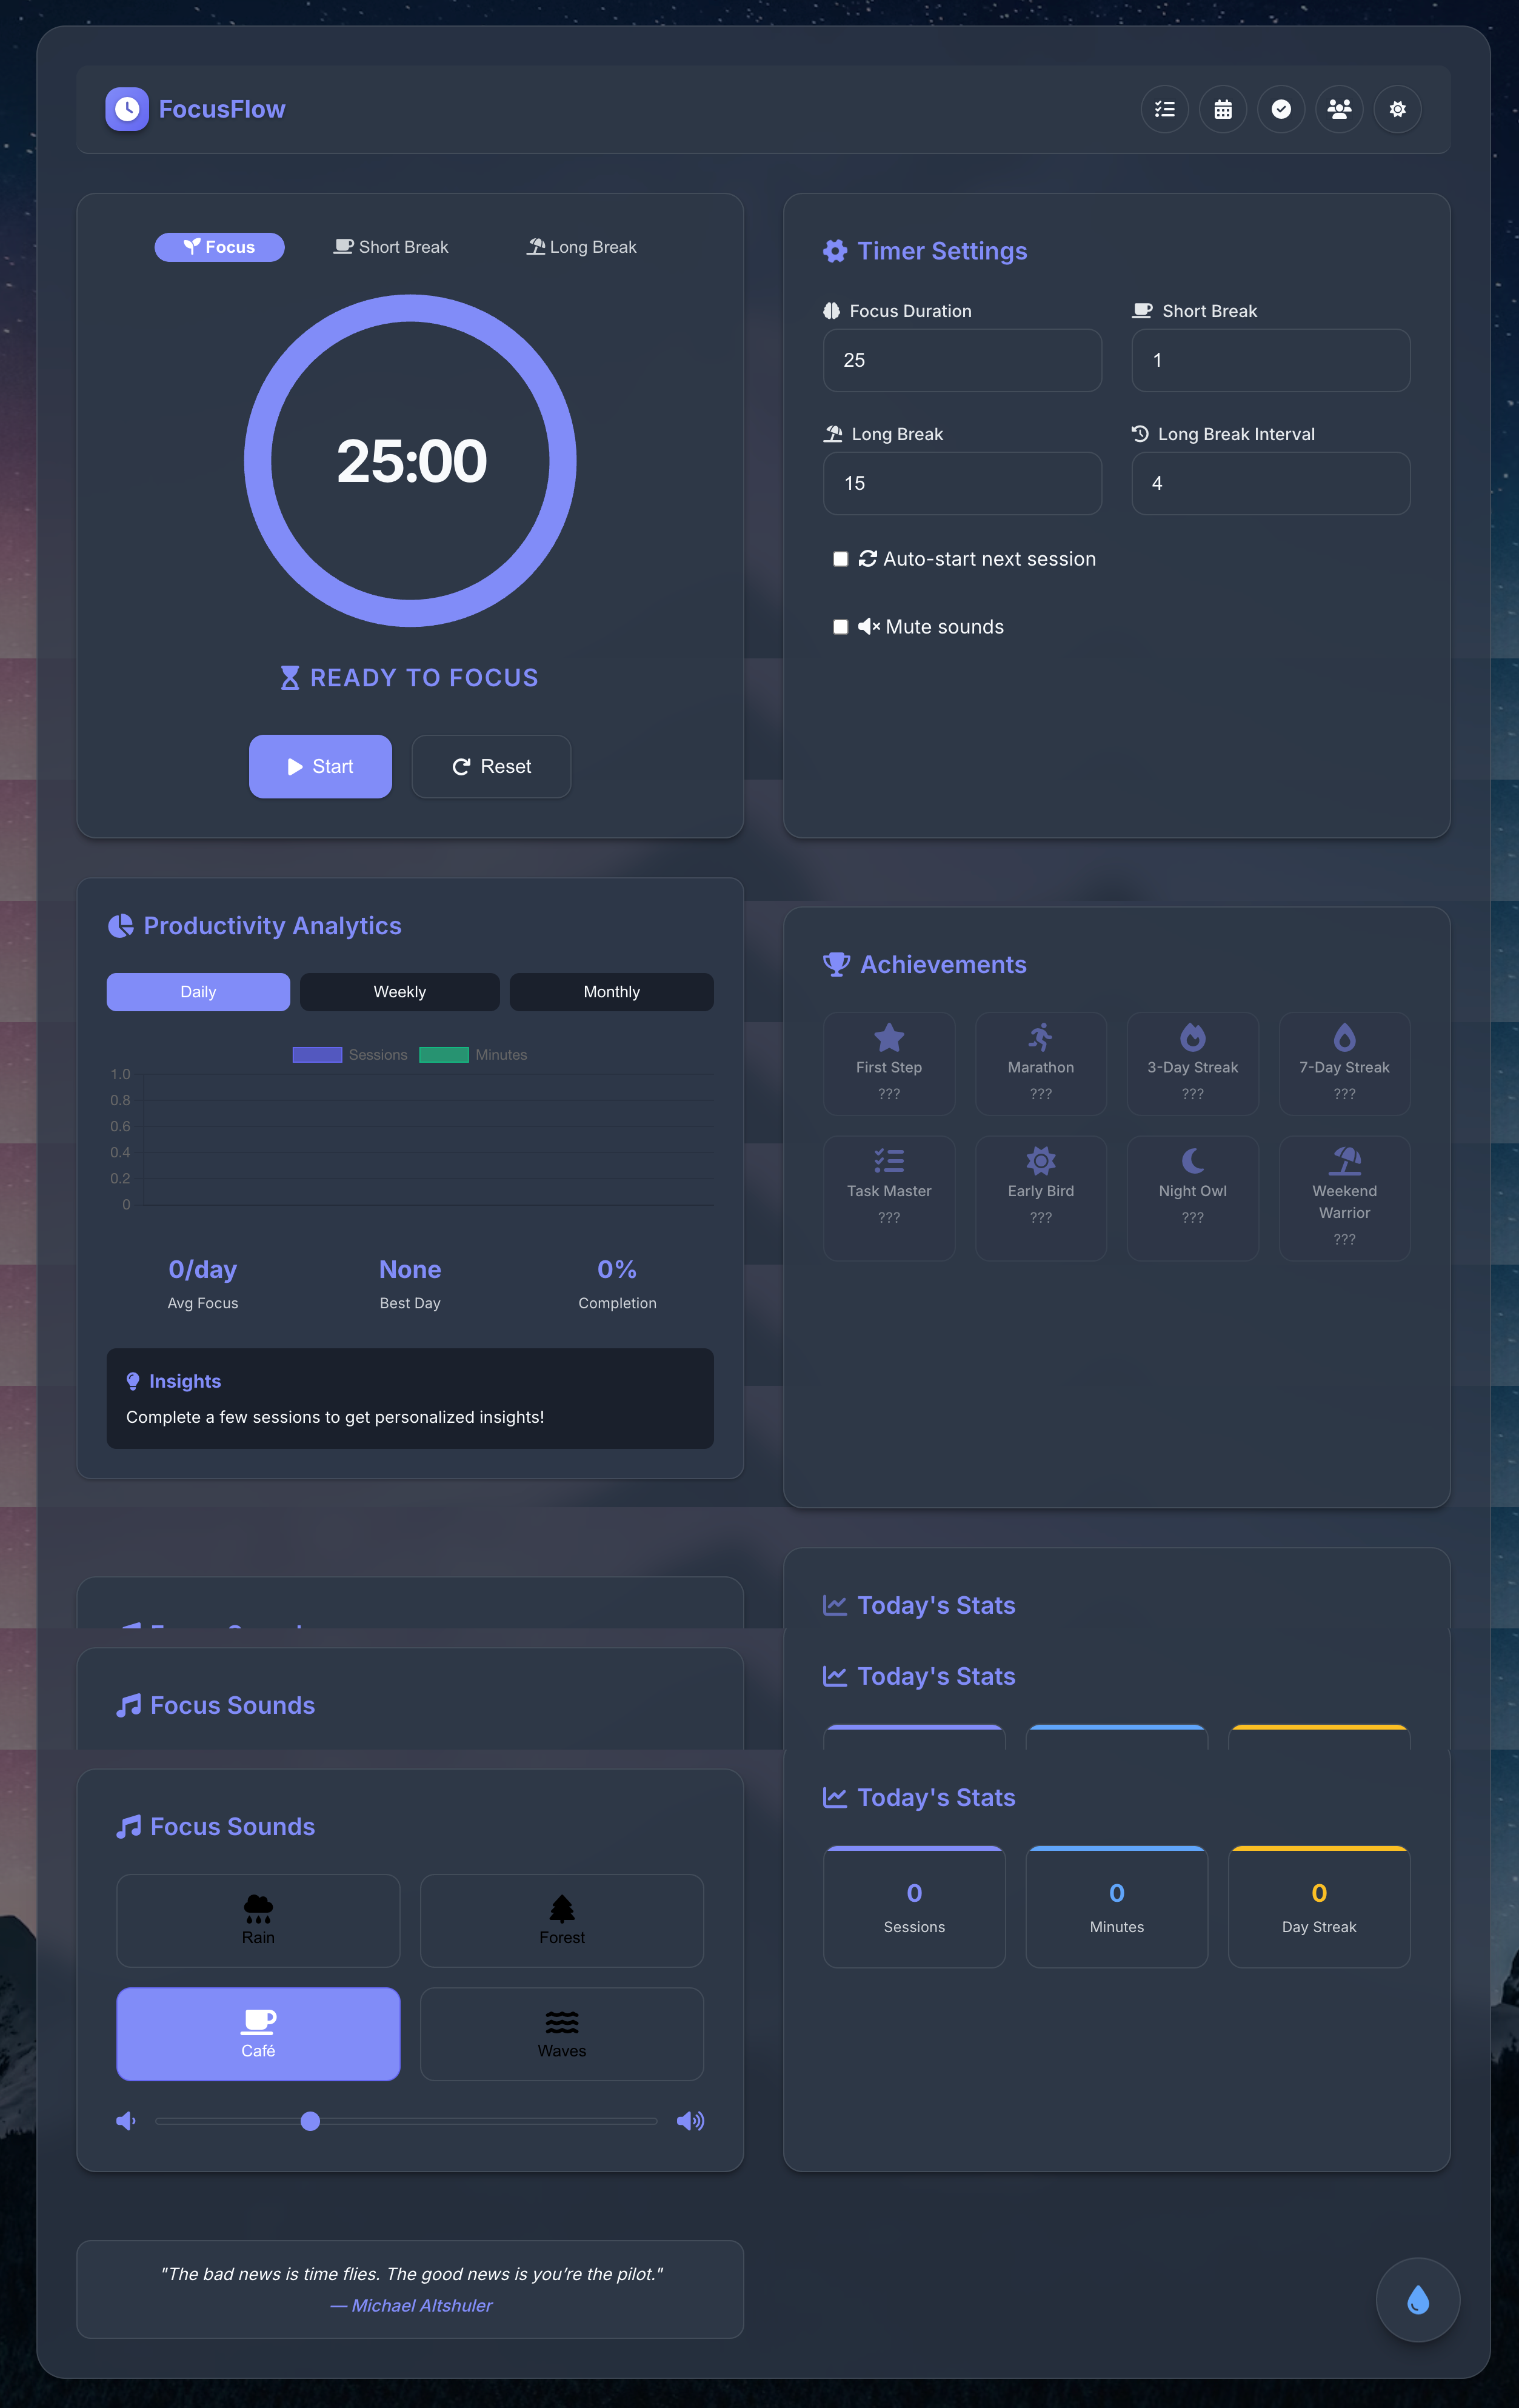 FocusFlow
Focus
Short Break
Long Break
25:00
READY TO FOCUS
Start
Reset
Timer Settings
Focus Duration
Short Break
25
1
Long Break
Long Break Interval
15
4
Auto-start next session
Mute sounds
Productivity Analytics
Daily
Weekly
Monthly
Sessions
Minutes
1.0
0.8
0.6
0.4
0.2
0
0/day
None
0%
Avg Focus
Best Day
Completion
Insights
Complete a few sessions to get personalized insights!
Achievements
First Step
???
Marathon
???
3-Day Streak
???
7-Day Streak
???
Task Master
???
Early Bird
???
Night Owl
???
Weekend
Warrior
???
Today's Stats
Focus Sounds
Today's Stats
Focus Sounds
Today's Stats
Rain
Forest
Café
Waves
0
Sessions
0
Minutes
0
Day Streak
"The bad news is time flies. The good news is you’re the pilot."
— Michael Altshuler